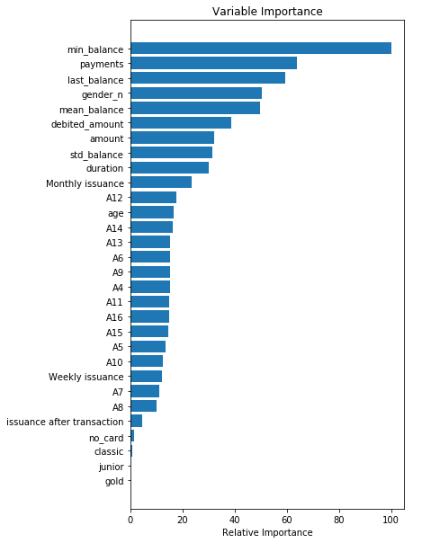 Variable Importance
min_balance
payments
last_balance
gender_n
mean_balance
debited_amount
amount
std_balance
duration
Monthly issuance
A12
age
A14
A13
A6
A9
A4
A11
A16
A15
A5
A10
Weekly issuance
A7
A8
issuance after transaction
no_card
classic
junior
gold
0 20 40 60 80 100
Relative Importance